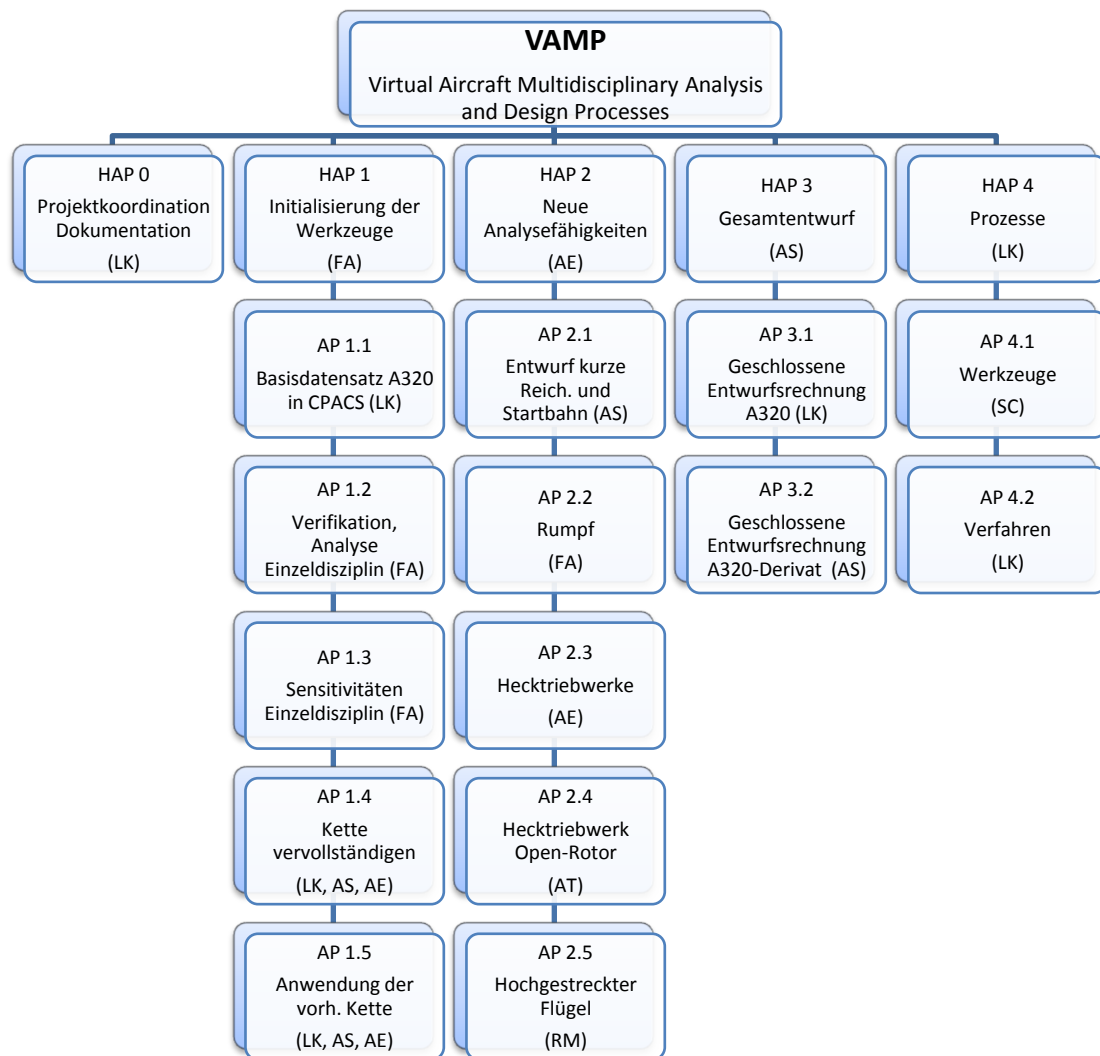 VAMP
Virtual Aircraft Multidisciplinary Analysis
and Design Processes
HAP 0
Projektkoordination
Dokumentation
(LK)
HAP 1
Initialisierung der
Werkzeuge
(FA)
HAP 2
Neue
Analysefähigkeiten
(AE)
HAP 3
Gesamtentwurf
(AS)
HAP 4
Prozesse
(LK)
AP 1.1
Basisdatensatz A320
in CPACS (LK)
AP 2.1
Entwurf kurze
Reich. und
Startbahn (AS)
AP 3.1
Geschlossene
Entwurfsrechnung
A320 (LK)
AP 4.1
Werkzeuge
(SC)
AP 1.2
Verifikation,
Analyse
Einzeldisziplin (FA)
AP 2.2
Rumpf
(FA)
AP 3.2
Geschlossene
Entwurfsrechnung
A320-Derivat (AS)
AP 4.2
Verfahren
(LK)
AP 1.3
Sensitivitäten
Einzeldisziplin (FA)
AP 2.3
Hecktriebwerke
(AE)
AP 1.4
Kette
vervollständigen
(LK, AS, AE)
AP 2.4
Hecktriebwerk
Open-Rotor
(AT)
AP 1.5
Anwendung der
vorh. Kette
(LK, AS, AE)
AP 2.5
Hochgestreckter
Flügel
(RM)